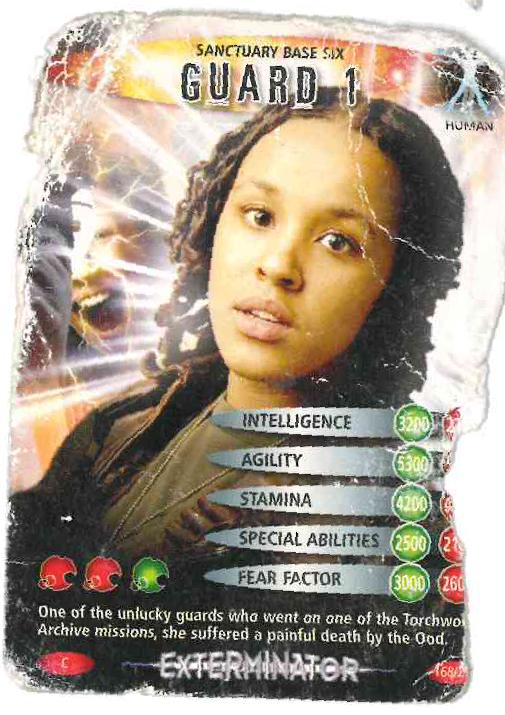 SANCTUARY BASE SIX
GUARD 1
HUMAN
INTELLIGENCE 3200
AGILITY 5300
STAMINA 4200
SPECIAL ABILITIES 2500
FEAR FACTOR 3000 260
One of the unlucky guards who went on one of the Torchwo
Archive missions, she suffered a painful death by the Ood.
C
EXTERMINATOR
168/2